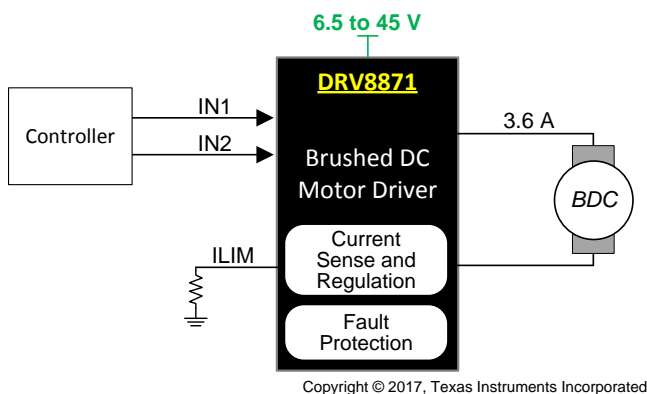 6.5 to 45 V
DRV8871
Controller
IN1
IN2
Brushed DC
Motor Driver
3.6 A
BDC
ILIM
Current
Sense and
Regulation
Fault
Protection
Copyright © 2017, Texas Instruments Incorporated